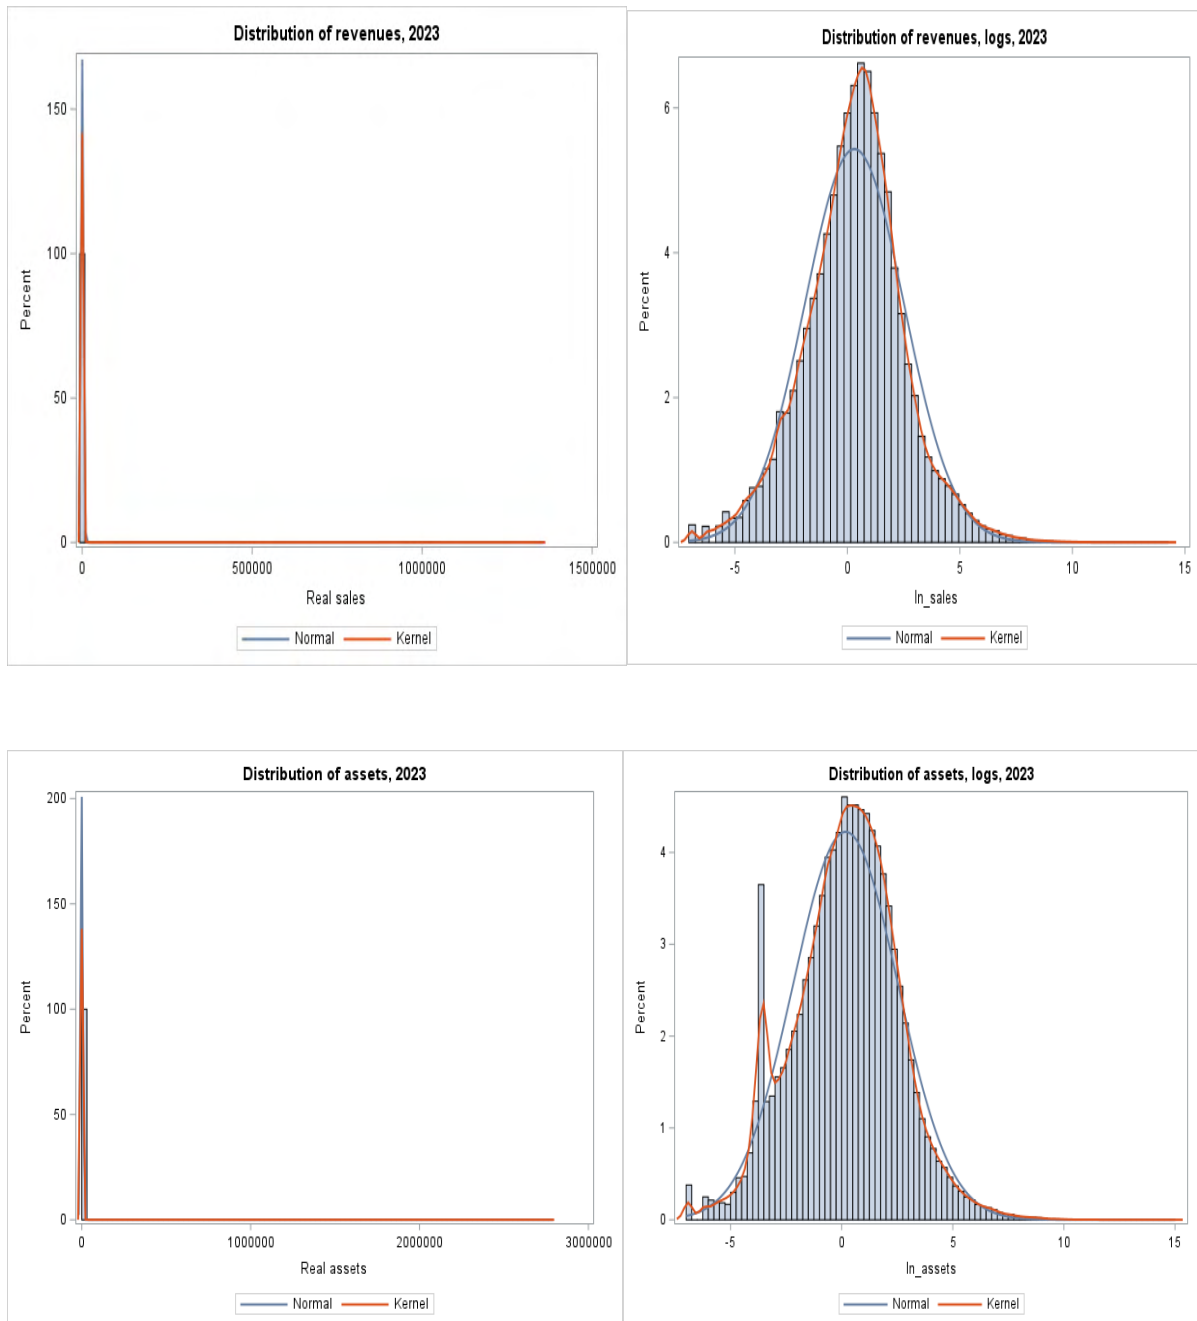 Distribution of revenues, 2023
150
100
50
0
Percent
0 500000 1000000 1500000
Real sales
Normal Kernel
Distribution of revenues, logs, 2023
6
4
2
0
Percent
-5 0 5 10 15
ln_sales
Normal Kernel
Distribution of assets, 2023
200
150
100
50
0
Percent
0 1000000 2000000 3000000
Real assets
Normal Kernel
Distribution of assets, logs, 2023
4
3
2
1
0
Percent
-5 0 5 10 15
ln_assets
Normal Kernel